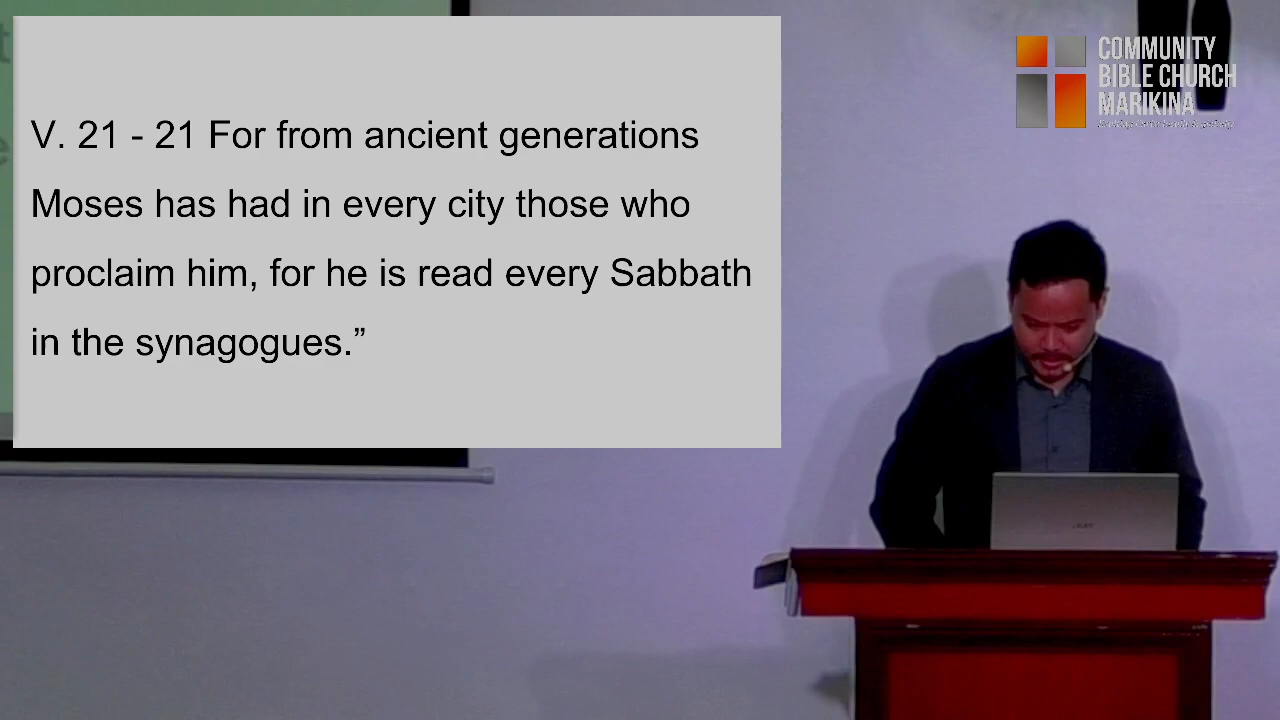 V. 21 - 21 For from ancient generations
Moses has had in every city those who
proclaim him, for he is read every Sabbath
in the synagogues.”
COMMUNITY
BIBLE CHURCH
MARIKINA
acer